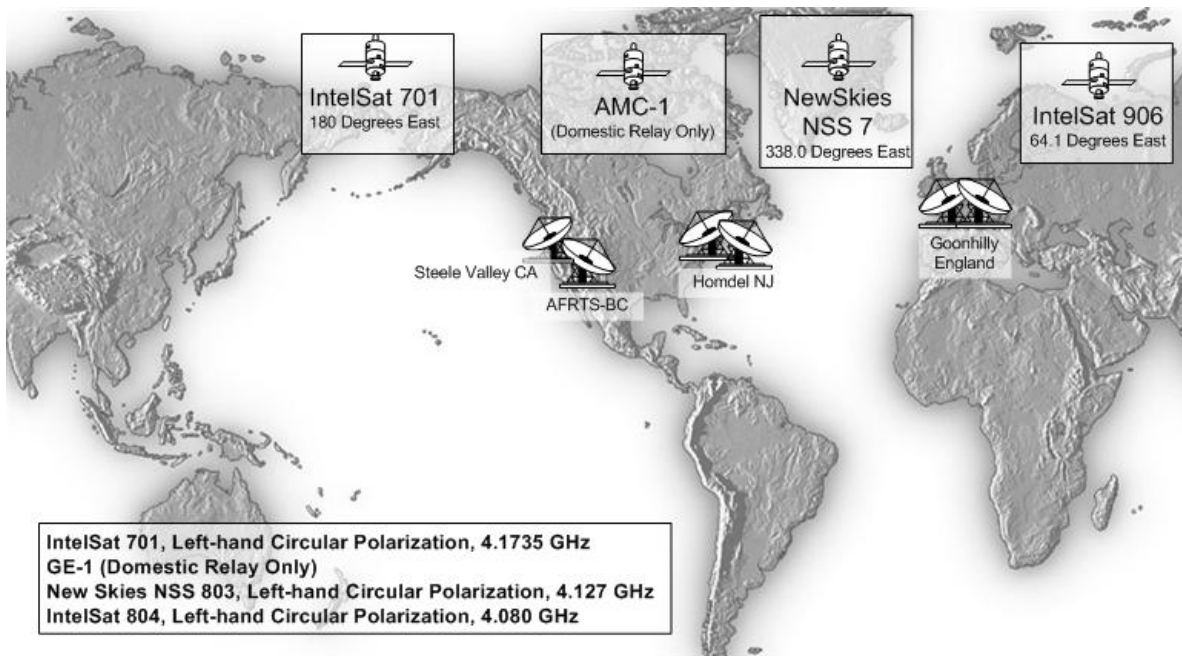 IntelSat 701
180 Degrees East
AMC-1
(Domestic Relay Only)
NewSkies
NSS 7
338.0 Degrees East
IntelSat 906
64.1 Degrees East
Steele Valley CA
AFRTS-BC
Homdel NJ
Goonhilly
England
IntelSat 701, Left-hand Circular Polarization, 4.1735 GHz
GE-1 (Domestic Relay Only)
New Skies NSS 803, Left-hand Circular Polarization, 4.127 GHz
IntelSat 804, Left-hand Circular Polarization, 4.080 GHz